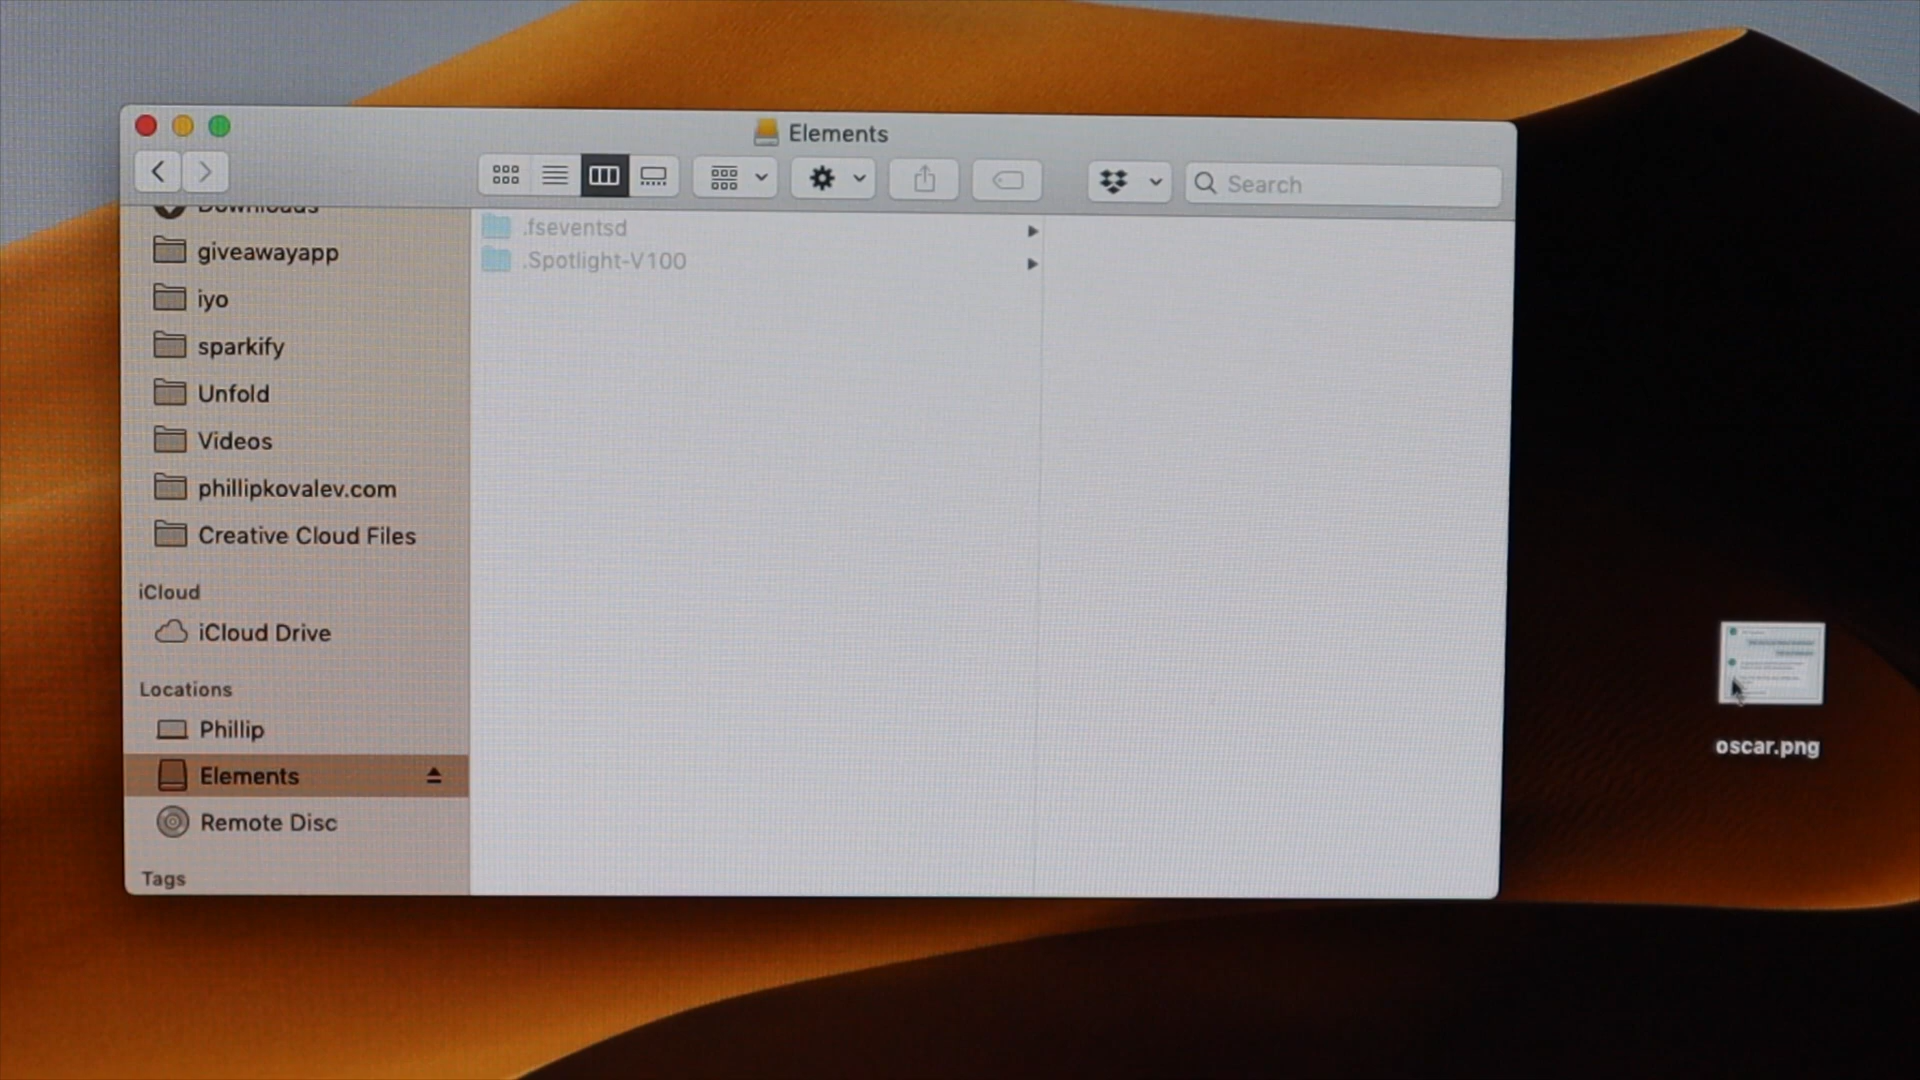 Elements
Search
Downloads
giveawayapp
iyo
sparkify
Unfold
Videos
phillipkovalev.com
Creative Cloud Files
iCloud
iCloud Drive
Locations
Phillip
Elements
Remote Disc
Tags
.fseventsd
.Spotlight-V100
oscar.png